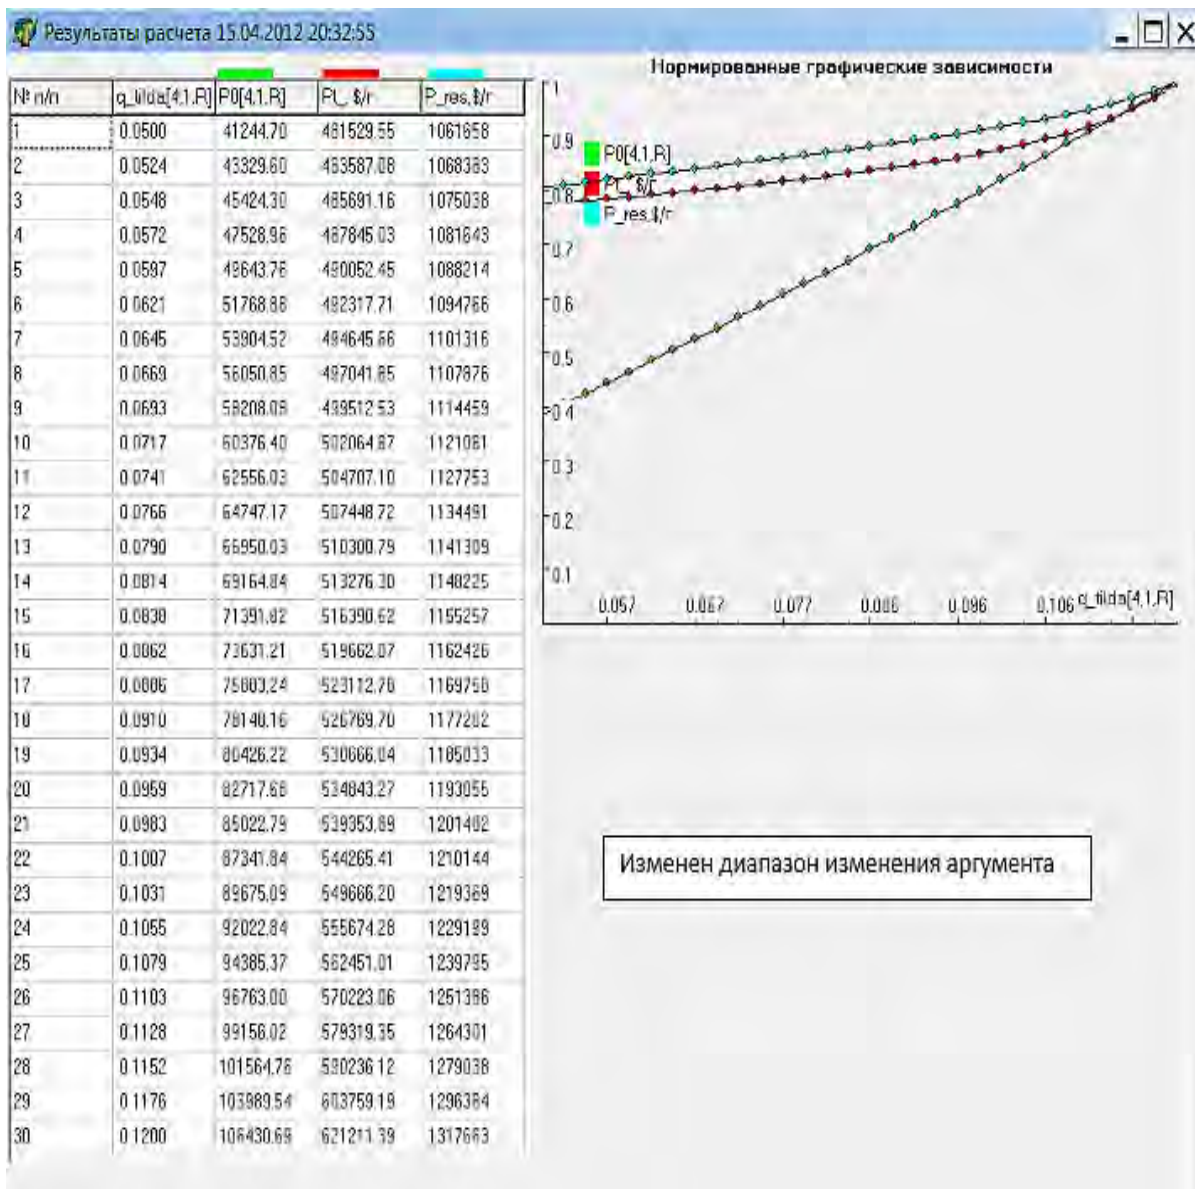 Результаты расчета 15.04.2012 20:32:55
№ п/п q_tilda[4,1,R] P0[4,1,R] $/г P_res,$/г
1 0.0500 41244.70 481529.55 1061658
2 0.0524 43329.60 483587.08 1068383
3 0.0548 45424.30 485691.16 1075038
4 0.0572 47528.96 487845.03 1081643
5 0.0597 49643.76 490052.45 1088214
6 0.0621 51768.88 492317.71 1094766
7 0.0645 53904.52 494645.66 1101316
8 0.0669 56050.85 497041.85 1107876
9 0.0693 58208.08 499512.53 1114459
10 0.0717 60376.40 502064.87 1121081
11 0.0741 62556.03 504707.10 1127753
12 0.0766 64747.17 507448.72 1134491
13 0.0790 66950.03 510300.79 1141309
14 0.0814 69164.84 513276.30 1148225
15 0.0838 71391.82 516390.62 1155257
16 0.0862 73631.21 519662.07 1162426
17 0.0886 523112.78
18 0.0910 78148.16 526769.70 1177282
19 0.0934 80426.22 530666.04 1185033
20 0.0959 82717.68 534843.27 1193055
21 0.0983 85022.79 539353.89 1201402
22 0.1007 87341.84 544265.41 1210144
23 0.1031 89675.09 549666.20 1219369
24 0.1055 92022.84 555674.28
25 0.1079 94385.37 562451.01 1239795
26 0.1103 96763.00 570223.06 1251386
27 0.1128 99156.02 579319.35 1264301
28 0.1152 101564.76 590236.12 1279038
29 0.1176 103989.54 603759.19 1296384
30 0.1200 106430.69 621211.39 1317663
Нормированные графические зависимости
1
0.9
0.8
0.7
0.6
0.5
0.4
0.3
0.2
0.1
P0[4,1,R]
$/г
P_res,$/г
0.057 0.067 0.077 0.086 0.096 0.106 q_tilda[4,1,R]
Изменен диапазон изменения аргумента